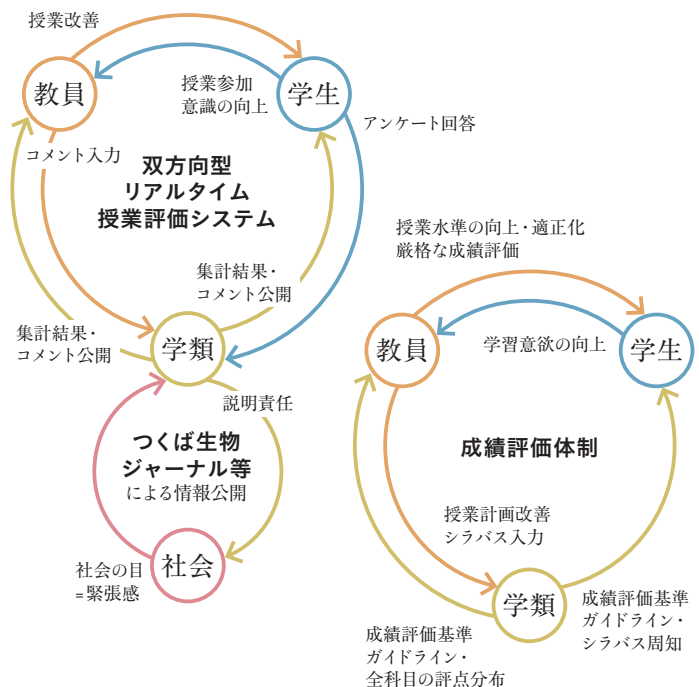 授業改善
教員
学生
授業参加
意識の向上
アンケート回答
コメント入力
双方向型
リアルタイム
授業評価システム
集計結果・
コメント公開
集計結果・
コメント公開
学類
説明責任
つくば生物
ジャーナル等
による情報公開
社会
社会の目
=緊張感
授業水準の向上・適正化
厳格な成績評価
教員
学習意欲の向上
学生
成績評価体制
授業計画改善
シラバス入力
学類
成績評価基準
ガイドライン・
シラバス周知
成績評価基準
ガイドライン・
全科目の評点分布